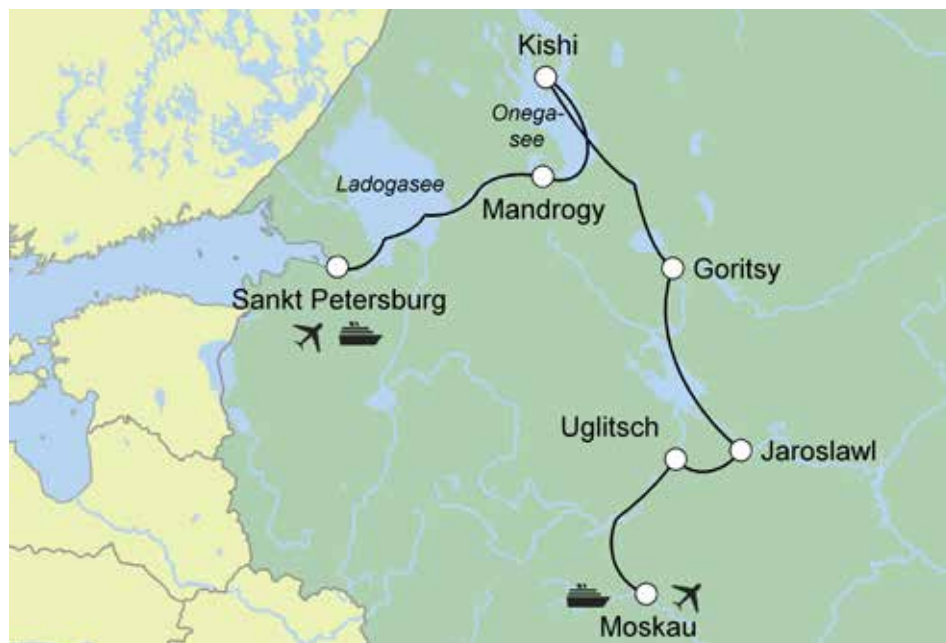 Kishi
Onega-
see
Ladogasee
Mandrogy
Goritsy
Sankt Petersburg
Uglitsch
Jaroslawl
Moskau